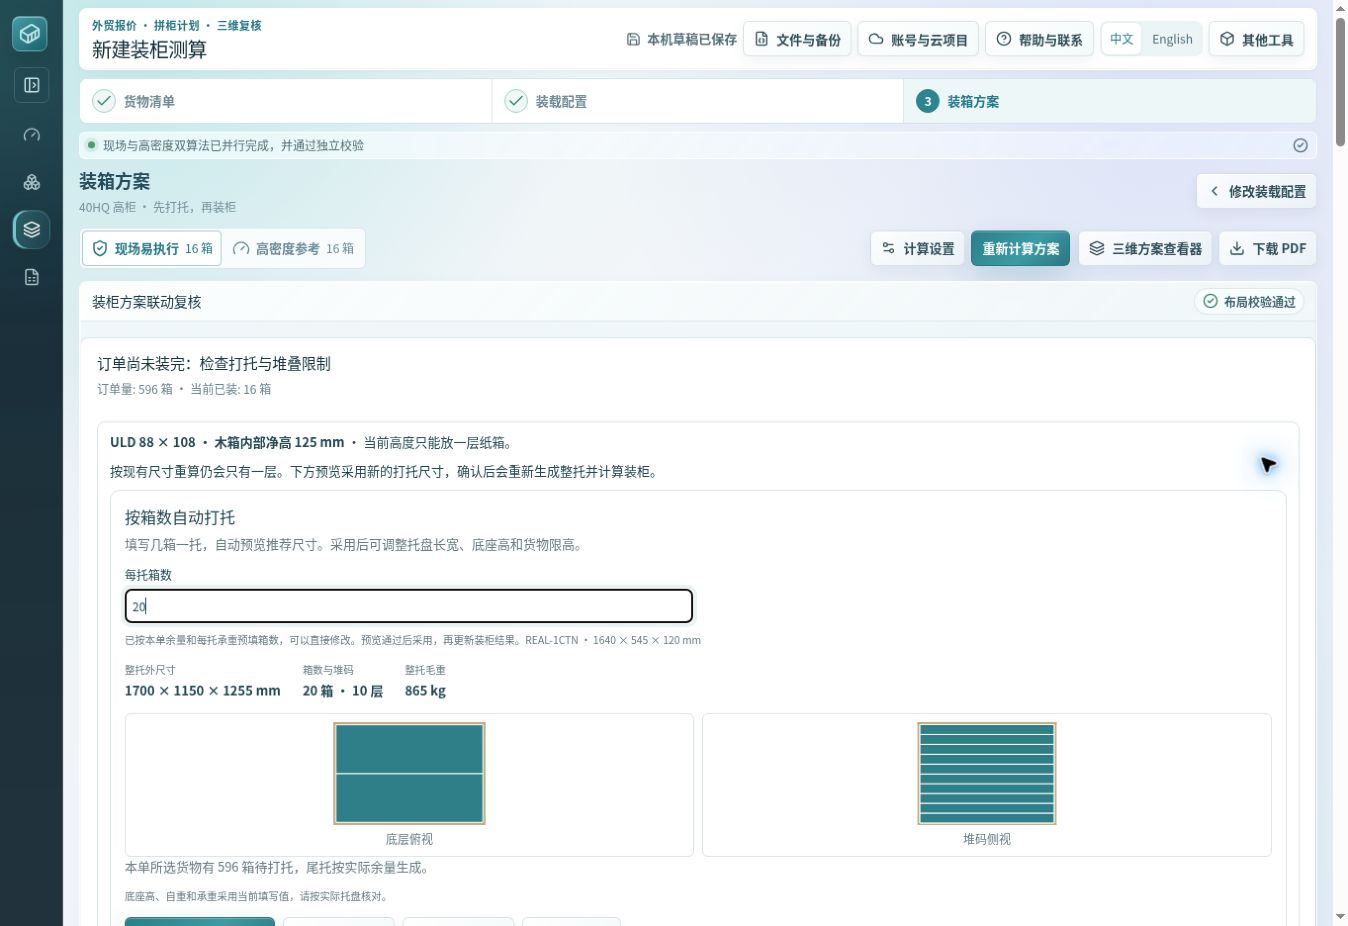 外贸报价 • 拼柜计划 • 三维复核
新建装柜测算
本机草稿已保存
文件与备份
账号与云项目
帮助与联系
中文
English
其他工具
货物清单
装载配置
3 装箱方案
现场与高密度双算法已并行完成，并通过独立校验
装箱方案
40HQ 高柜 • 先打托，再装柜
修改装载配置
现场易执行 16 箱
高密度参考 16 箱
计算设置
重新计算方案
三维方案查看器
下载 PDF
装柜方案联动复核
布局校验通过
订单尚未装完：检查打托与堆叠限制
订单量: 596 箱 • 当前已装: 16 箱
ULD 88 × 108 • 木箱内部净高 125 mm • 当前高度只能放一层纸箱。
按现有尺寸重算仍会只有一层。下方预览采用新的打托尺寸，确认后会重新生成整托并计算装柜。
按箱数自动打托
填写几箱一托，自动预览推荐尺寸。采用后可调整托盘长宽、底座高和货物限高。
每托箱数
20
已按本单余量和每托承重预填箱数，可以直接修改。预览通过后采用，再更新装柜结果。REAL-1CTN • 1640 × 545 × 120 mm
整托外尺寸
1700 × 1150 × 1255 mm
箱数与堆码
20 箱 • 10 层
整托毛重
865 kg
底层俯视
堆码侧视
本单所选货物有 596 箱待打托，尾托按实际余量生成。
底座高、自重和承重采用当前填写值，请按实际托盘核对。